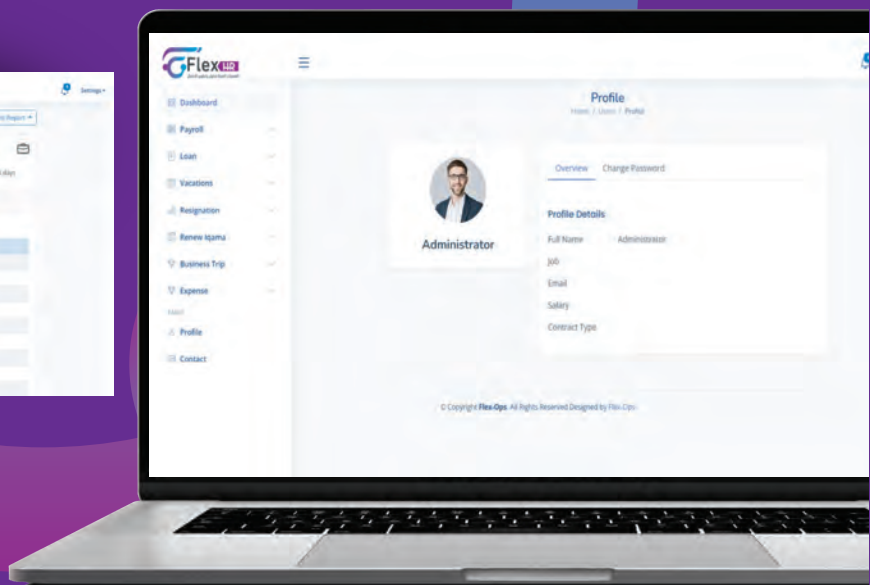 Settings
days
Flex HR
Dashboard
Payroll
Loan
Vacations
Resignation
Renew Iqama
Business Trip
Expense
Profile
Contact
Profile
Home / Users / Profile
Administrator
Overview Change Password
Profile Details
Full Name Administrator
Job
Email
Salary
Contract Type
© Copyright Flex-Ops. All Rights Reserved Designed by Flex-Ops